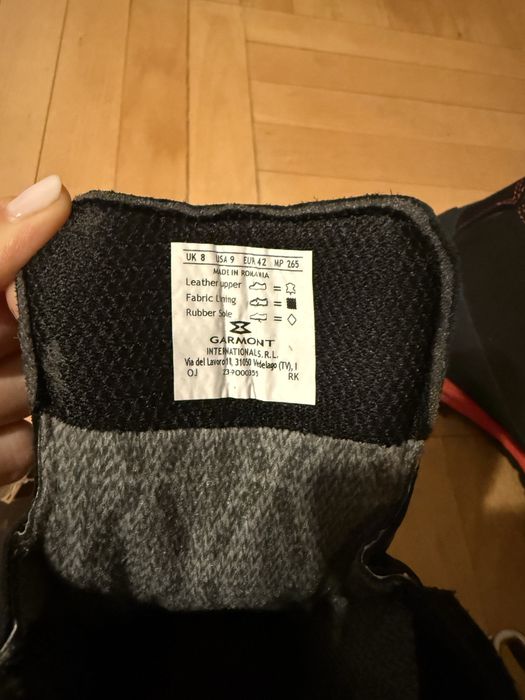 UK 8 USA 9 EUR 42 MP 265
MADE IN ROMANIA
Leather upper =
Fabric Lining =
Rubber Sole =
GARMONT
INTERNATIONAL S.R.L.
Via del Lavoro 11, 31050 Vedelago (TV), I
OJ RK